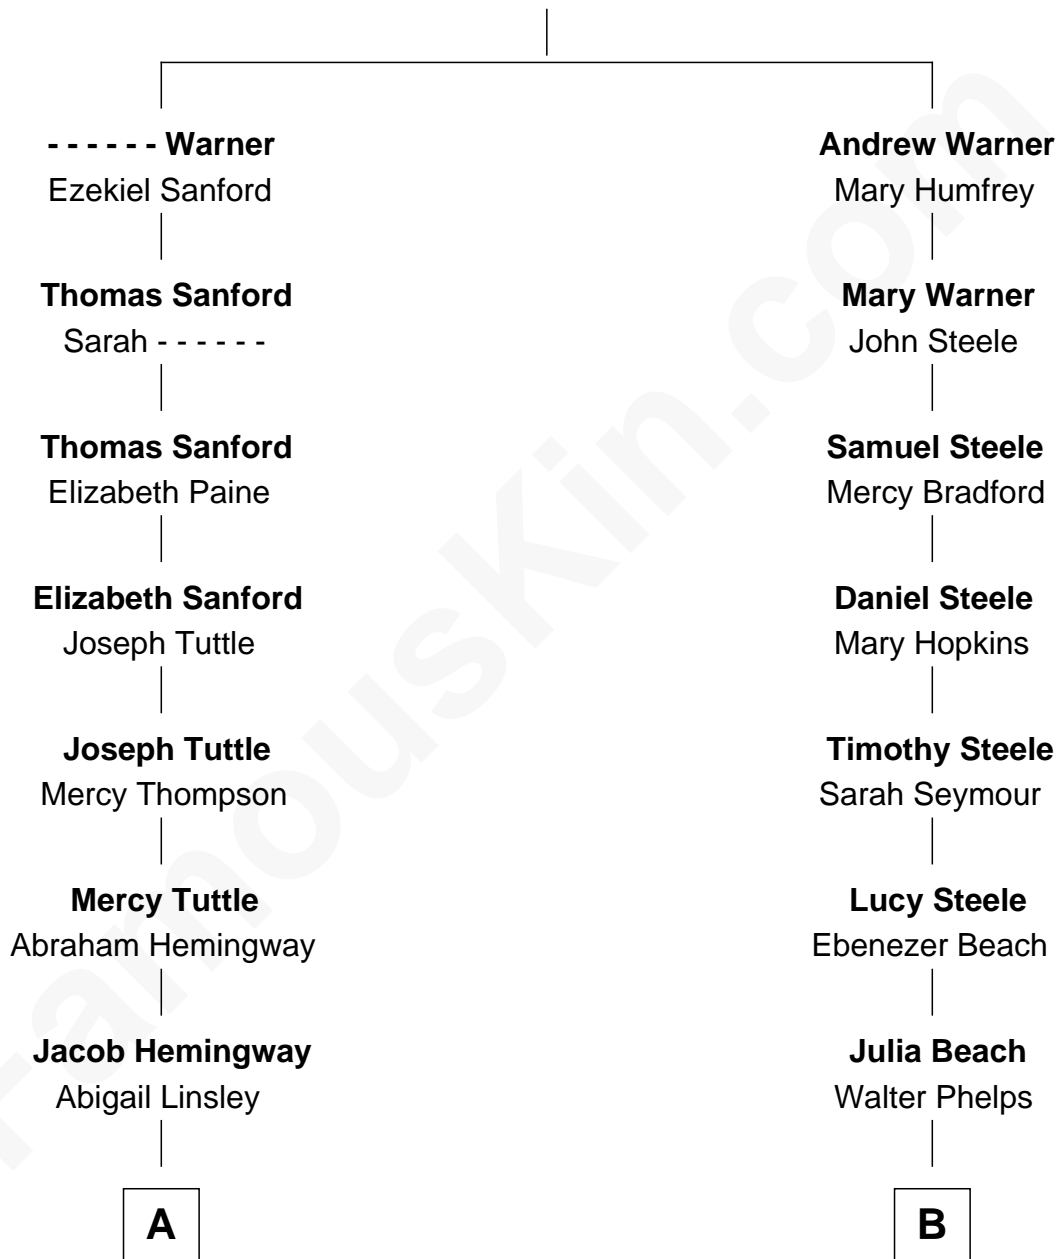 - - - - - - Warner
Ezekiel Sanford
Thomas Sanford
Sarah - - - - - -
Thomas Sanford
Elizabeth Paine
Elizabeth Sanford
Joseph Tuttle
Joseph Tuttle
Mercy Thompson
Mercy Tuttle
Abraham Hemingway
Jacob Hemingway
Abigail Linsley
A
Andrew Warner
Mary Humfrey
Mary Warner
John Steele
Samuel Steele
Mercy Bradford
Daniel Steele
Mary Hopkins
Timothy Steele
Sarah Seymour
Lucy Steele
Ebenezer Beach
Julia Beach
Walter Phelps
B
FamousKin.com